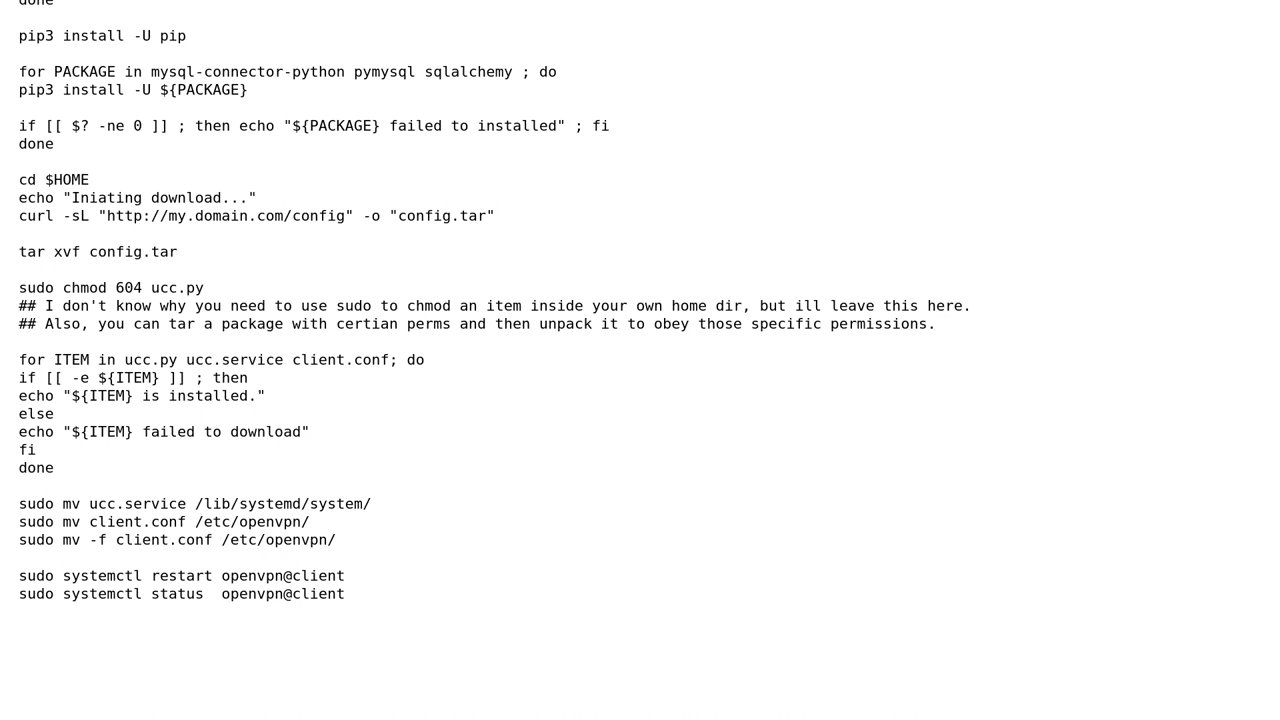 done
pip3 install -U pip
for PACKAGE in mysql-connector-python pymysql sqlalchemy ; do
pip3 install -U ${PACKAGE}
if [[ $? -ne 0 ]] ; then echo "${PACKAGE} failed to installed" ; fi
done
cd $HOME
echo "Iniating download..."
curl -sL "http://my.domain.com/config" -o "config.tar"
tar xvf config.tar
sudo chmod 604 ucc.py
## I don't know why you need to use sudo to chmod an item inside your own home dir, but ill leave this here.
## Also, you can tar a package with certian perms and then unpack it to obey those specific permissions.
for ITEM in ucc.py ucc.service client.conf; do
if [[ -e ${ITEM} ]] ; then
echo "${ITEM} is installed."
else
echo "${ITEM} failed to download"
fi
done
sudo mv ucc.service /lib/systemd/system/
sudo mv client.conf /etc/openvpn/
sudo mv -f client.conf /etc/openvpn/
sudo systemctl restart openvpn@client
sudo systemctl status  openvpn@client